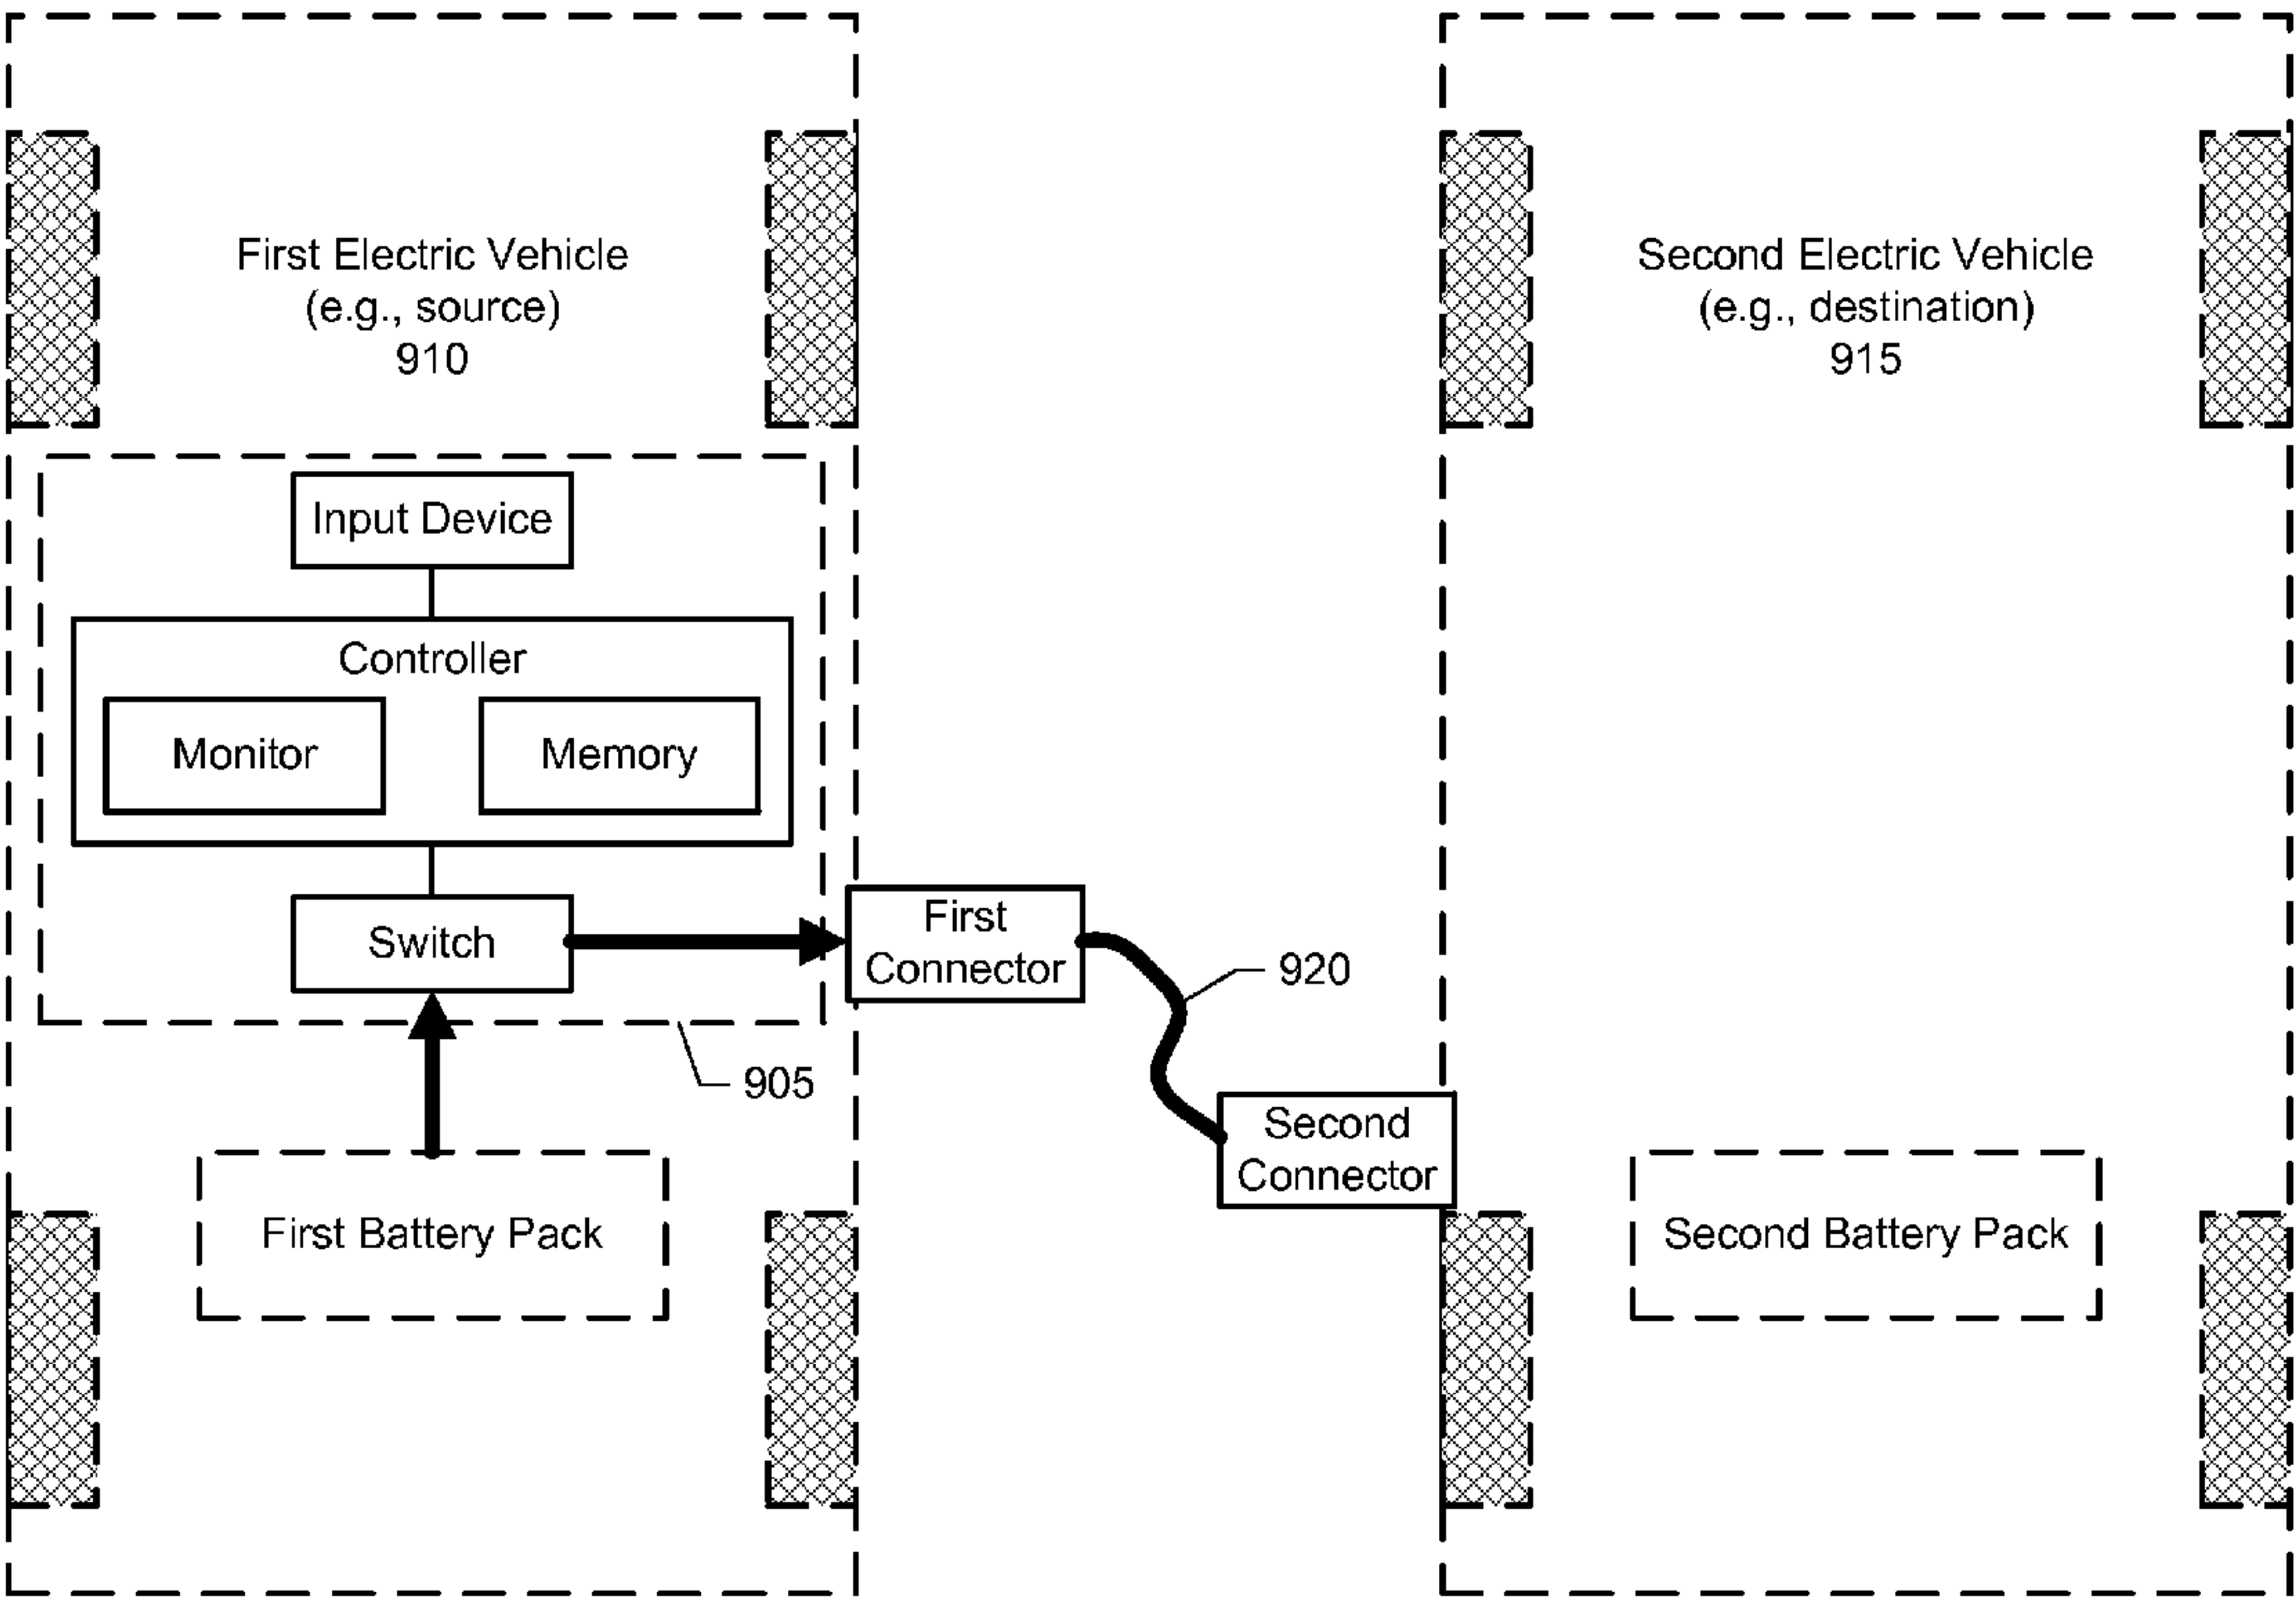 First Electric Vehicle
(e.g., source)
910
Second Electric Vehicle
(e.g., destination)
915
Input Device
Controller
Monitor
Memory
Switch
First
Connector
920
905
Second
Connector
First Battery Pack
Second Battery Pack